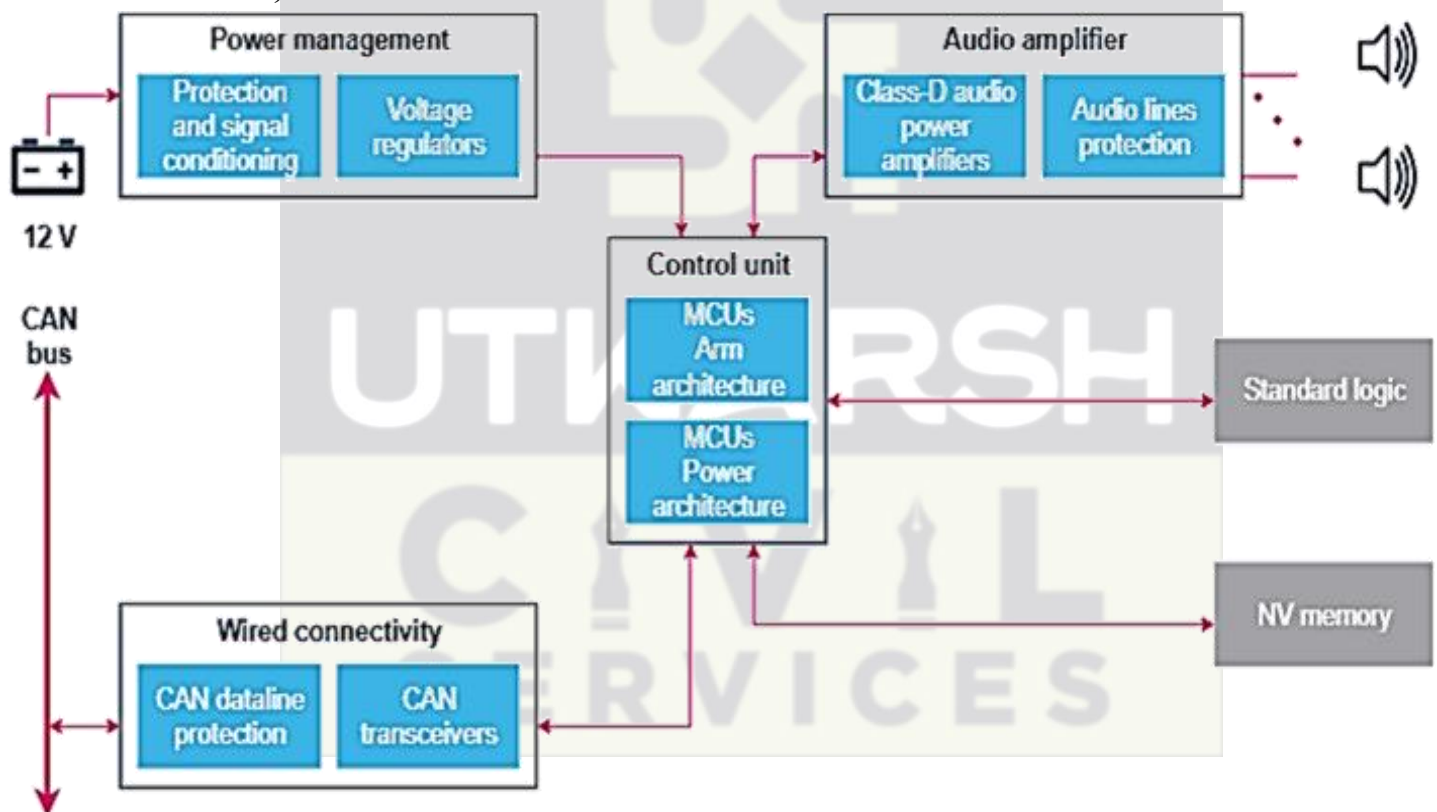 Power management
Protection
and signal
conditioning
Voltage
regulators
Audio amplifier
Class-D audio
power
amplifiers
Audio lines
protection
12 V
CAN
bus
Control unit
MCUs
Arm
architecture
MCUs
Power
architecture
Standard logic
NV memory
Wired connectivity
CAN dataline
protection
CAN
transceivers
UTKARSH
CIVIL
SERVICES